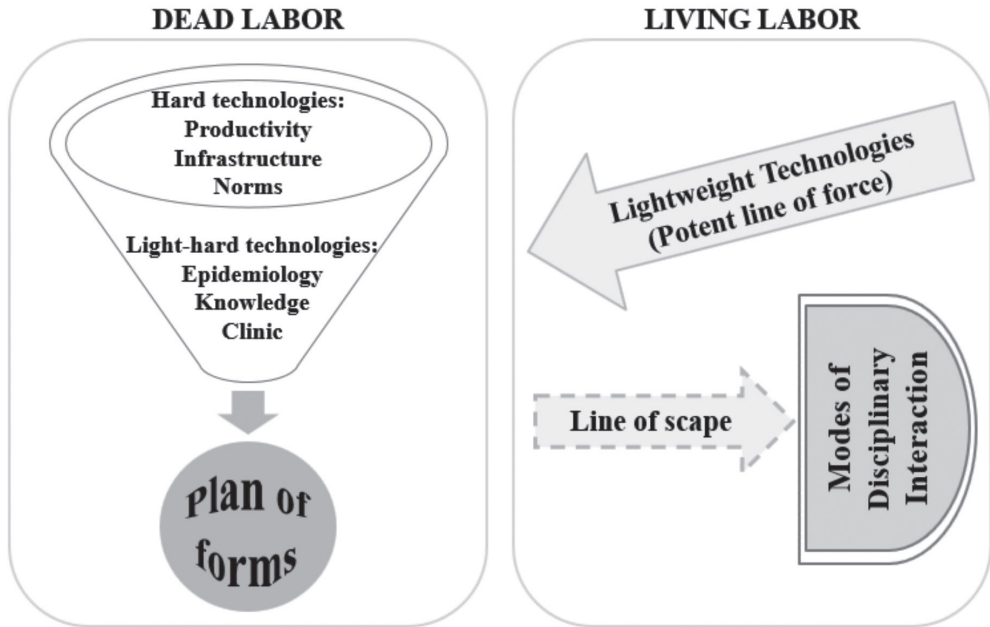 DEAD LABOR
Hard technologies:
Productivity
Infrastructure
Norms
Light-hard technologies:
Epidemiology
Knowledge
Clinic
Plan of
forms
LIVING LABOR
Lightweight Technologies
(Potent line of force)
Line of scape
Modes of
Disciplinary
Interaction